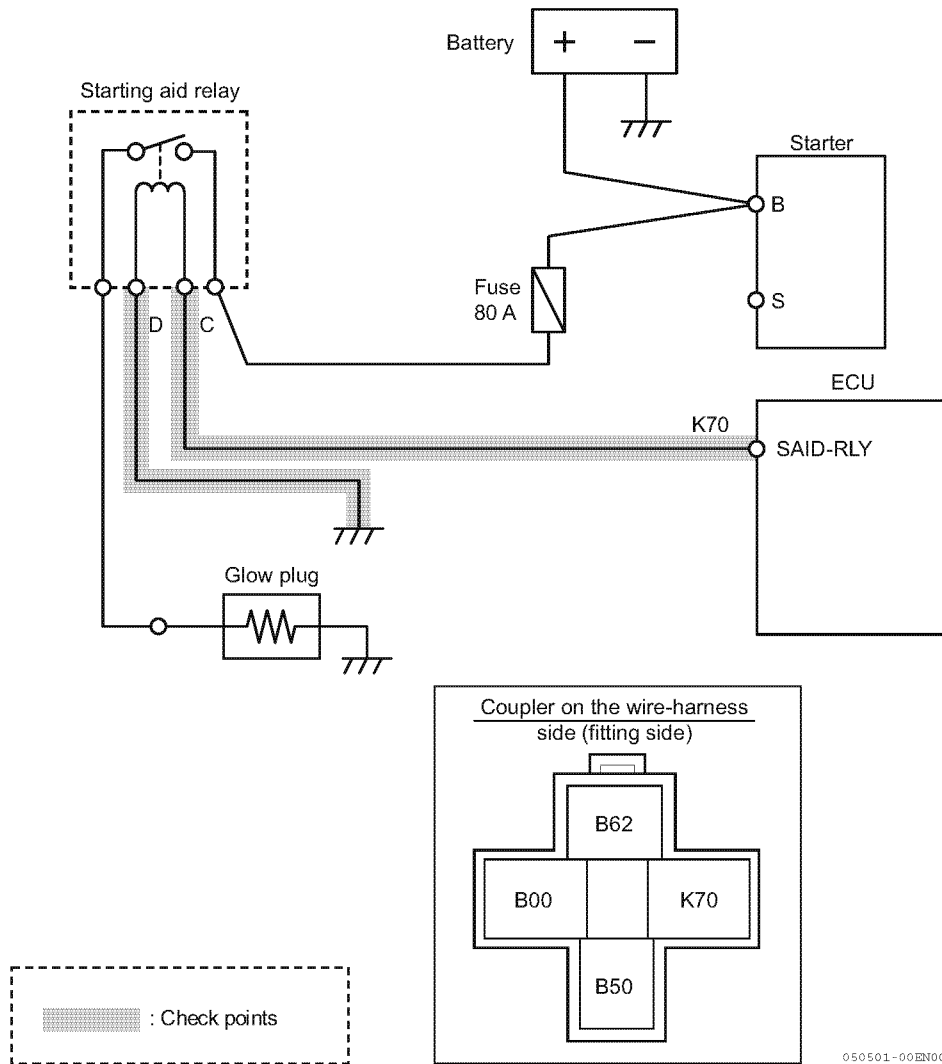 Battery
+
−
Starting aid relay
Starter
B
Fuse
80 A
S
D
C
ECU
K70
SAID-RLY
Glow plug
Coupler on the wire-harness
side (fitting side)
B62
B00
K70
B50
: Check points